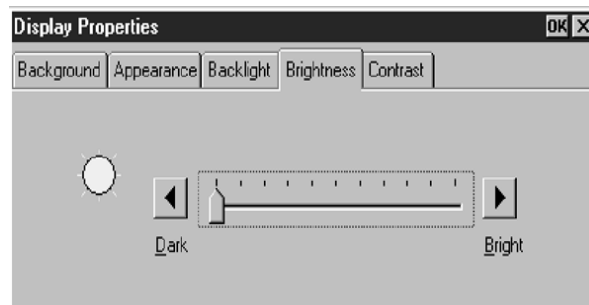 Display Properties OK X
Background Appearance Backlight Brightness Contrast
Dark Bright